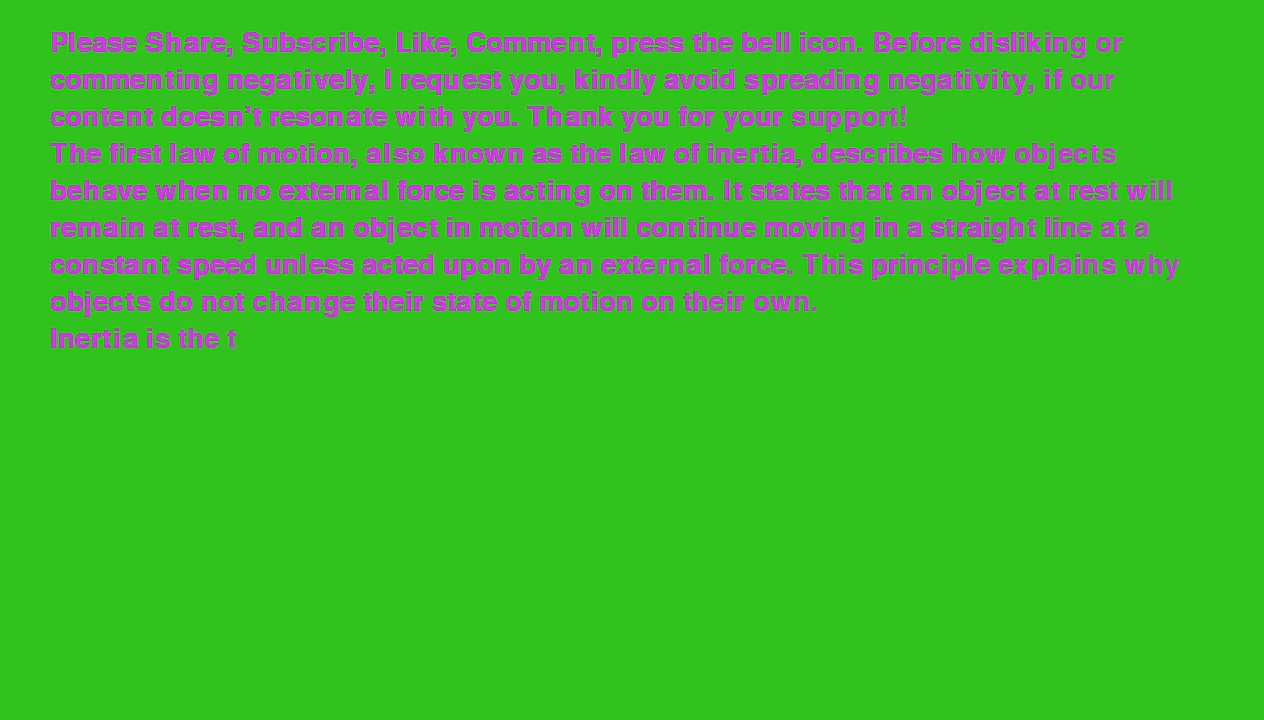 Please Share, Subscribe, Like, Comment, press the bell icon. Before disliking or
commenting negatively, I request you, kindly avoid spreading negativity, if our
content doesn't resonate with you. Thank you for your support!
The first law of motion, also known as the law of inertia, describes how objects
behave when no external force is acting on them. It states that an object at rest will
remain at rest, and an object in motion will continue moving in a straight line at a
constant speed unless acted upon by an external force. This principle explains why
objects do not change their state of motion on their own.
Inertia is the t